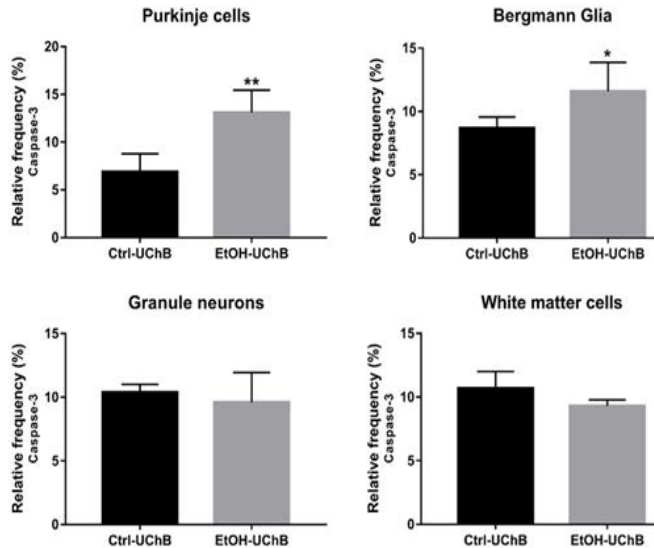 Purkinje cells
Relative frequency (%)
Caspase-3
20
15
10
5
0
**
Ctrl-UChB
EtOH-UChB
Bergmann Glia
Relative frequency (%)
Caspase-3
15
10
5
0
*
Ctrl-UChB
EtOH-UChB
Granule neurons
Relative frequency (%)
Caspase-3
15
10
5
0
Ctrl-UChB
EtOH-UChB
White matter cells
Relative frequency (%)
Caspase-3
15
10
5
0
Ctrl-UChB
EtOH-UChB